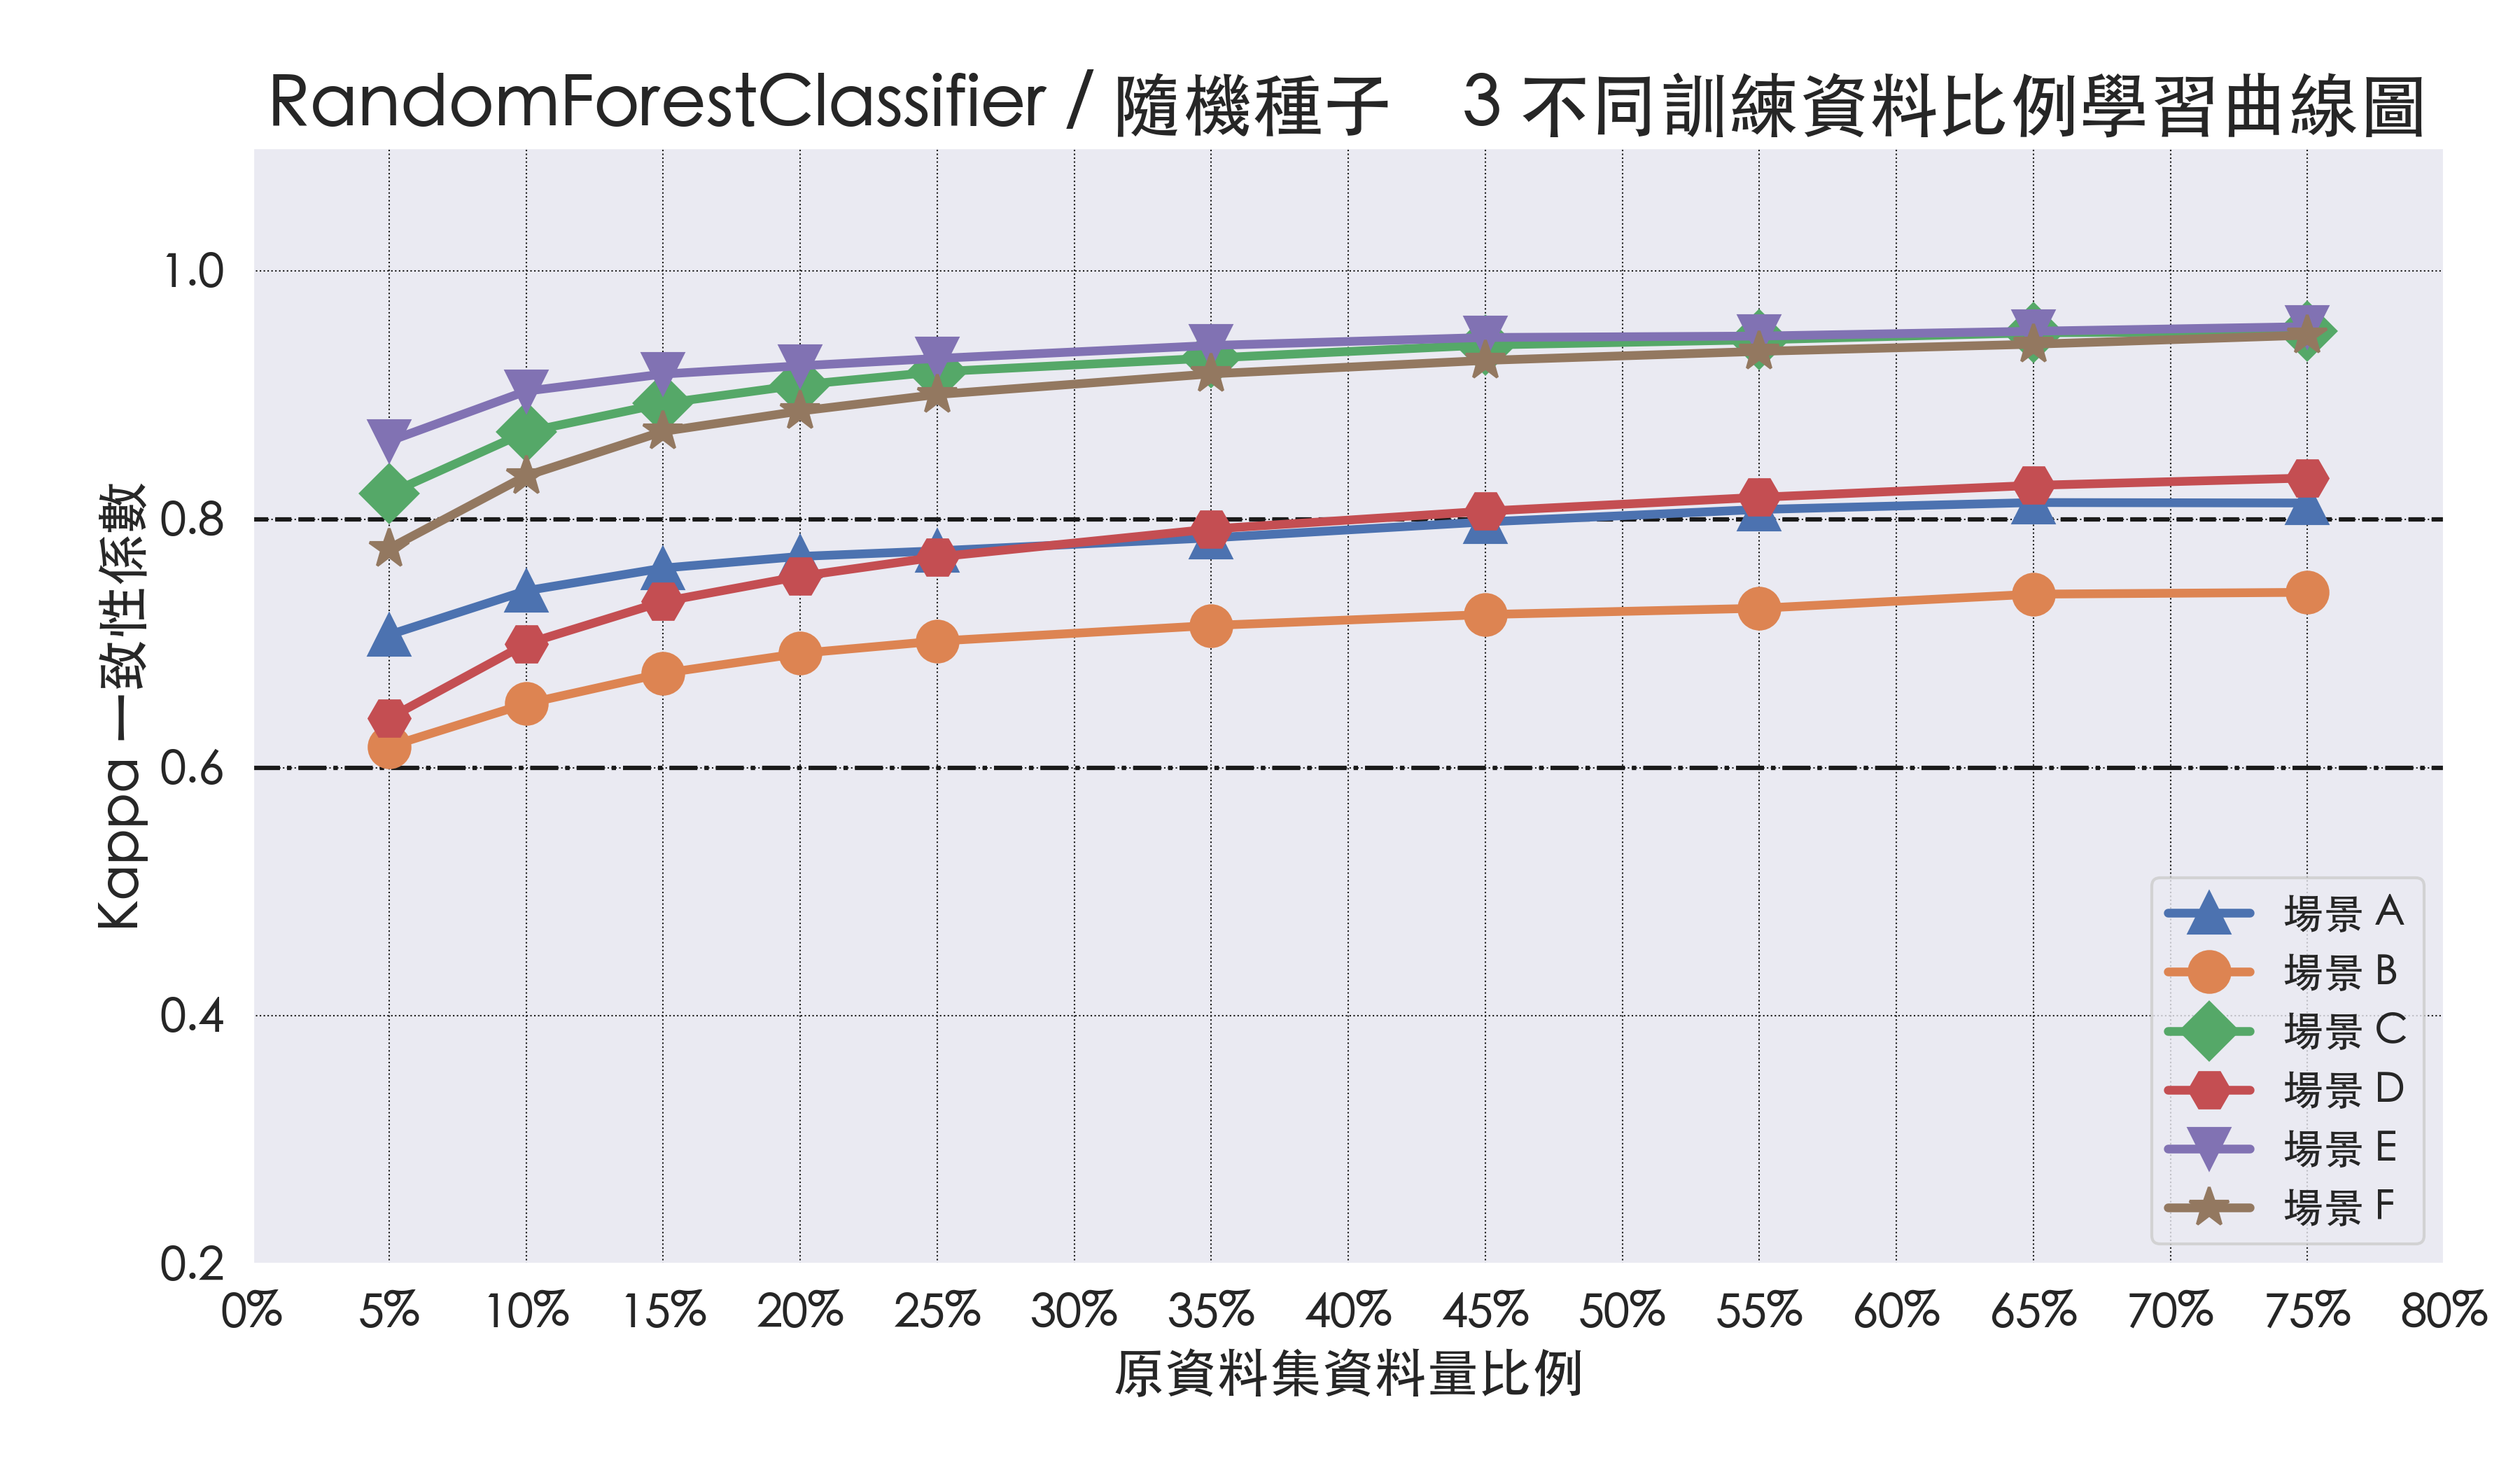 RandomForestClassifier / 隨機種子　3 不同訓練資料比例學習曲線圖
Kappa 一致性係數
1.0
0.8
0.6
0.4
0.2
0% 5% 10% 15% 20% 25% 30% 35% 40% 45% 50% 55% 60% 65% 70% 75% 80%
原資料集資料量比例
場景 A
場景 B
場景 C
場景 D
場景 E
場景 F